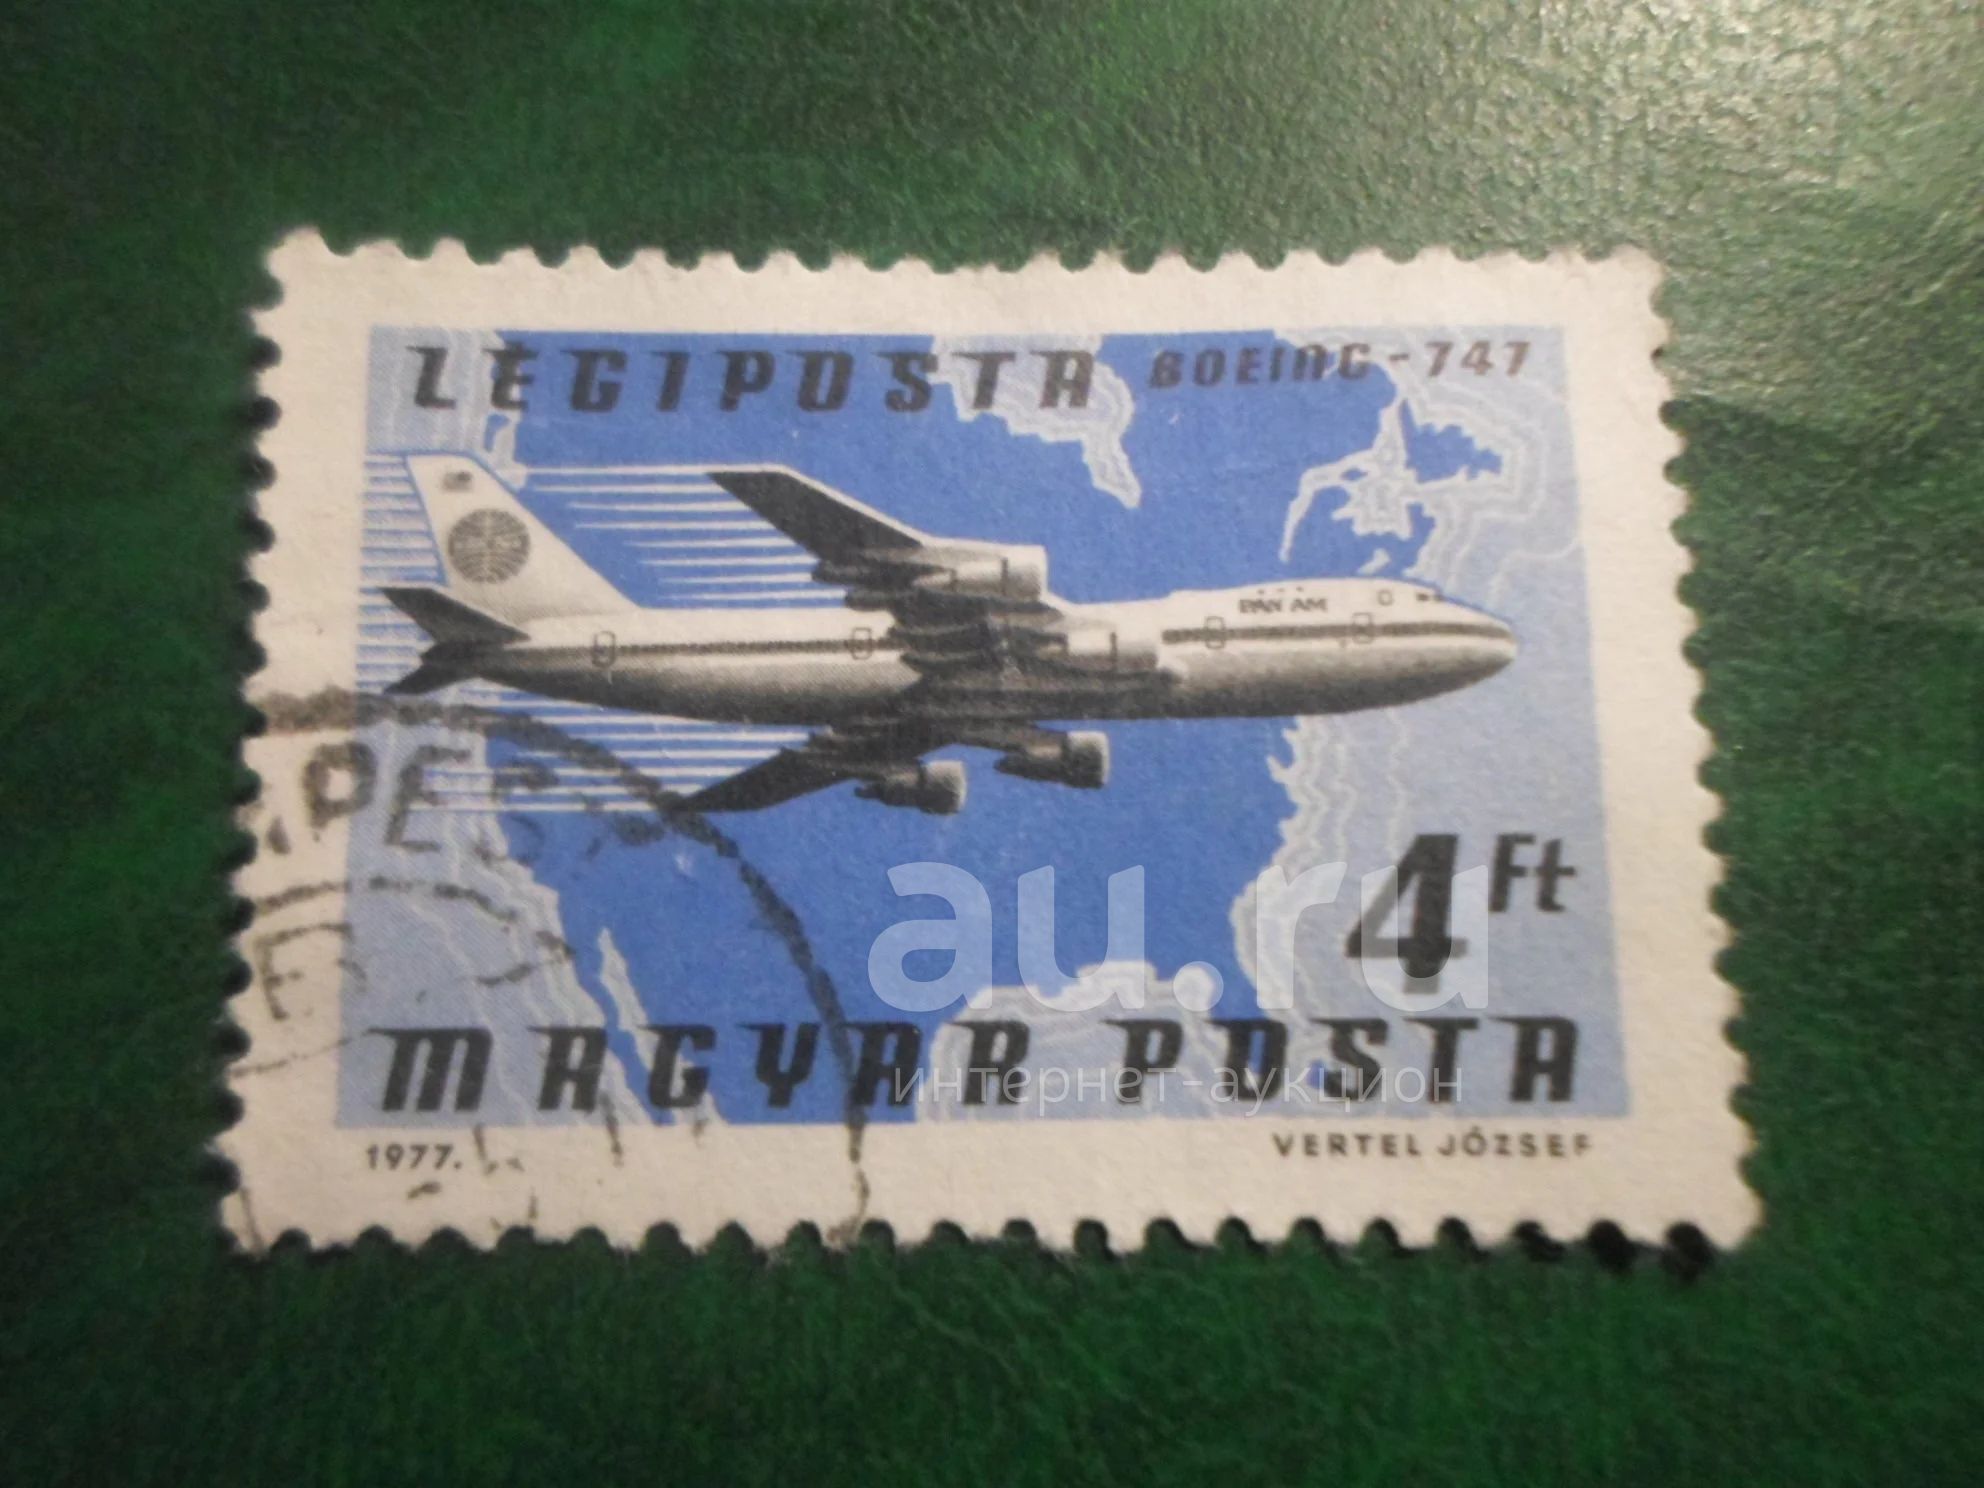 LÉGIPOSTA BOEING-747
PAN AM
4 Ft
au.ru
MAGYAR POSTA
интернет-аукцион
1977. VERTEL JÓZSEF